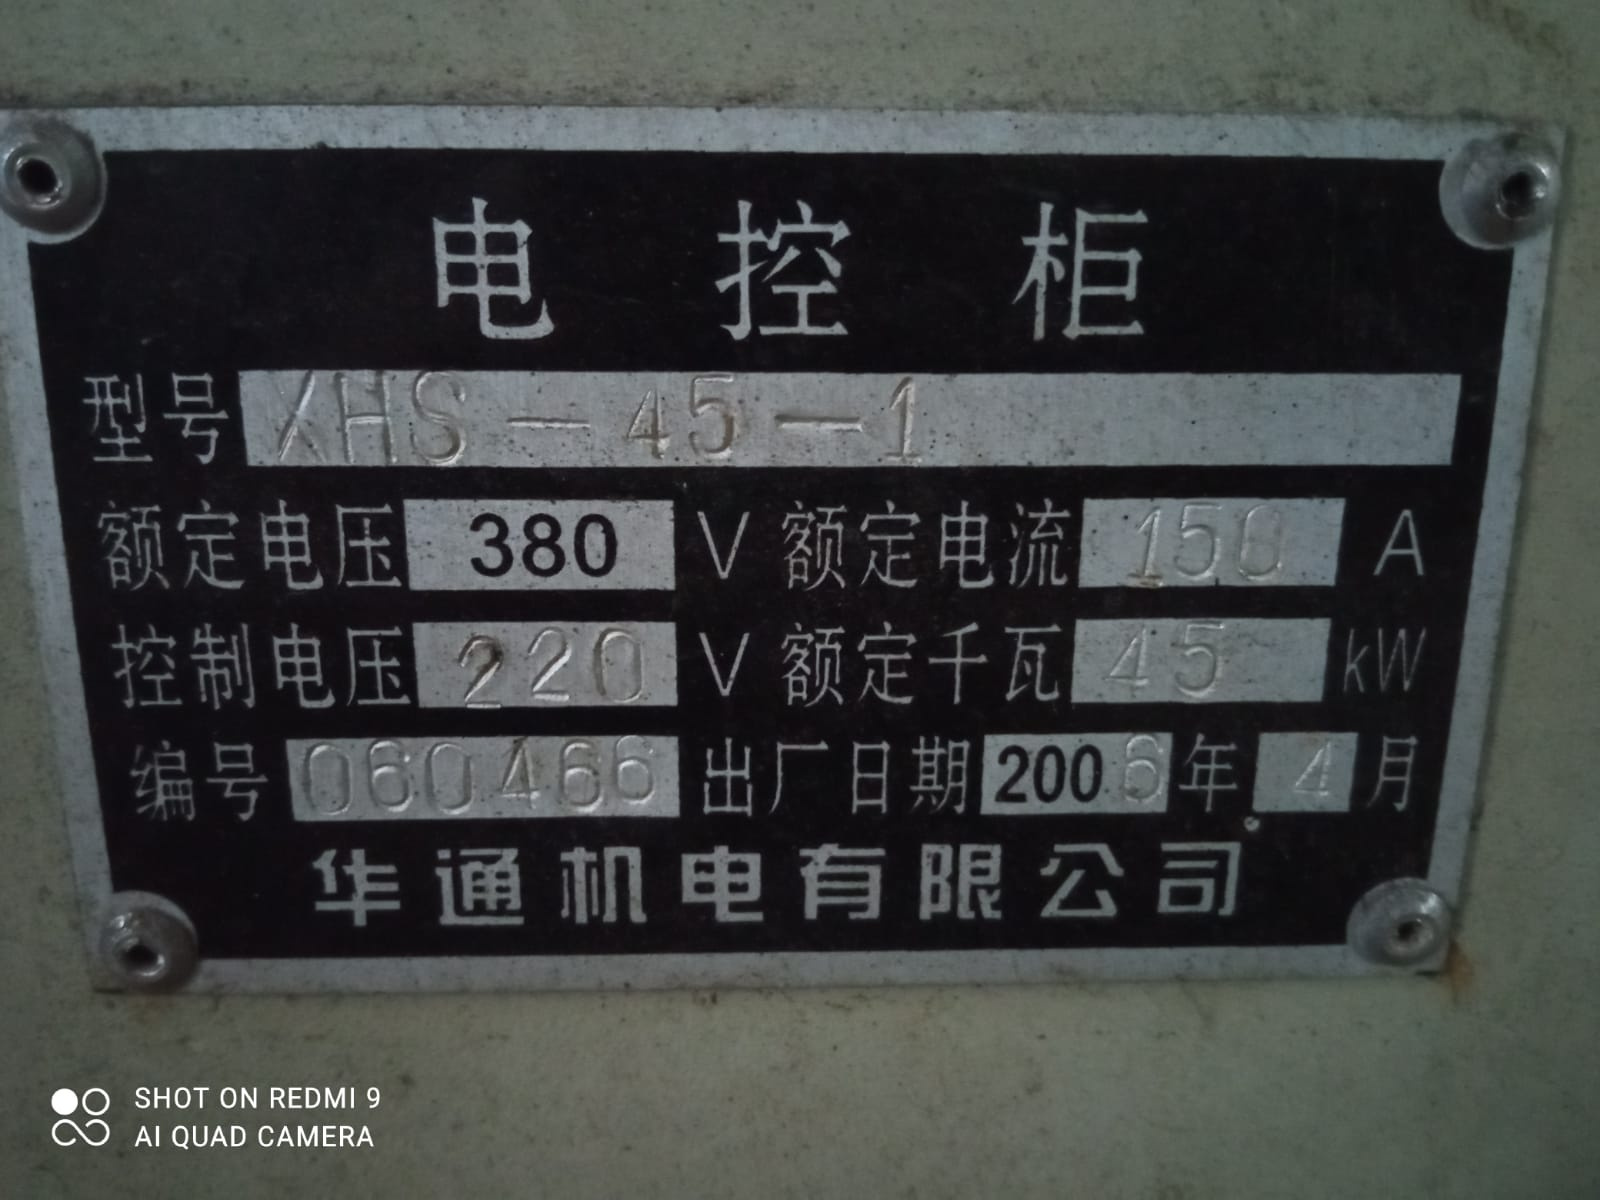 电控柜
型号 XHS-45-1
额定电压 380 V 额定电流 150 A
控制电压 220 V 额定千瓦 45 kW
编号 060466 出厂日期 2006 年 4 月
华通机电有限公司
SHOT ON REDMI 9
AI QUAD CAMERA